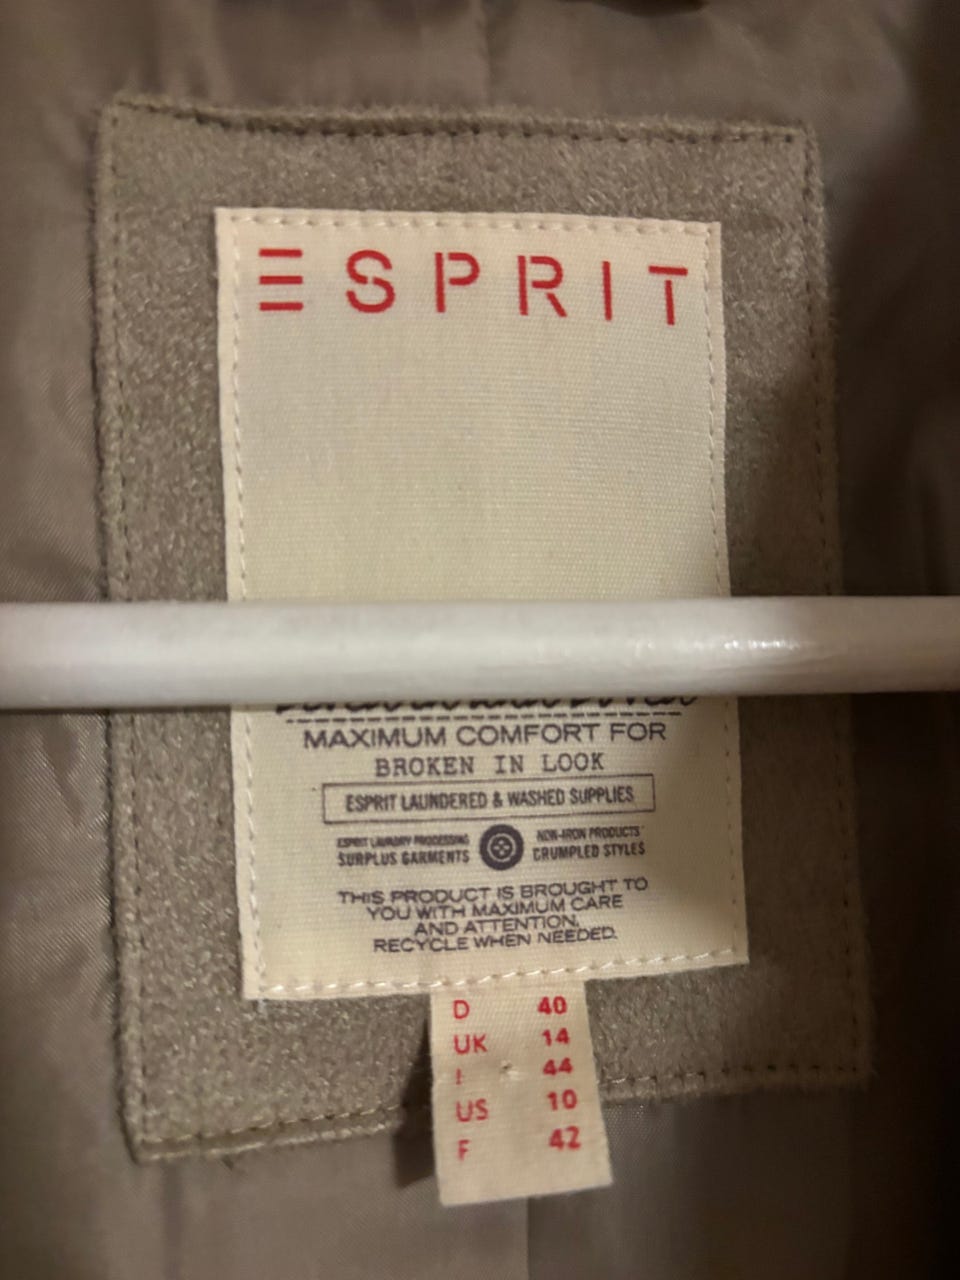 ESPRIT
MAXIMUM COMFORT FOR
BROKEN IN LOOK
ESPRIT LAUNDERED & WASHED SUPPLIES
ESPRIT LAUNDRY PROCESSING
SURPLUS GARMENTS
NON-IRON PRODUCTS
CRUMPLED STYLES
THIS PRODUCT IS BROUGHT TO
YOU WITH MAXIMUM CARE
AND ATTENTION.
RECYCLE WHEN NEEDED.
D 40
UK 14
I 44
US 10
F 42